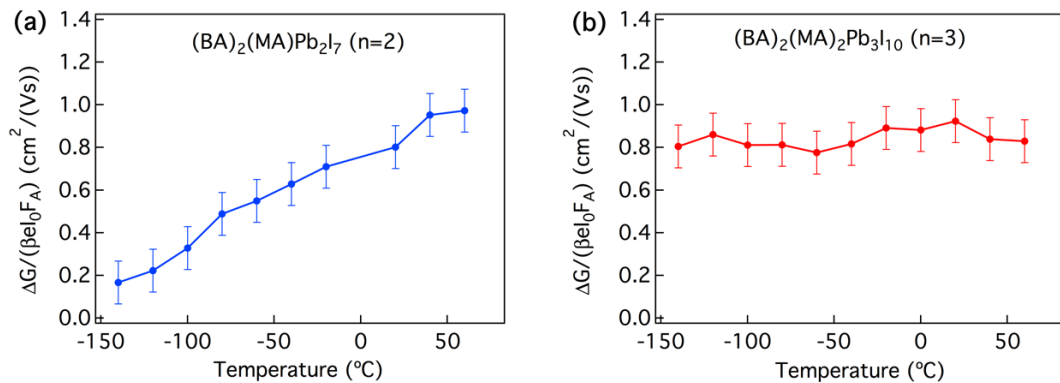 (a)
(BA)₂(MA)Pb₂I₇ (n=2)
ΔG/(βeI₀F_A) (cm²/(Vs))
1.4
1.2
1.0
0.8
0.6
0.4
0.2
0.0
-150 -100 -50 0 50
Temperature (ºC)
(b)
(BA)₂(MA)₂Pb₃I₁₀ (n=3)
ΔG/(βeI₀F_A) (cm²/(Vs))
1.4
1.2
1.0
0.8
0.6
0.4
0.2
0.0
-150 -100 -50 0 50
Temperature (ºC)